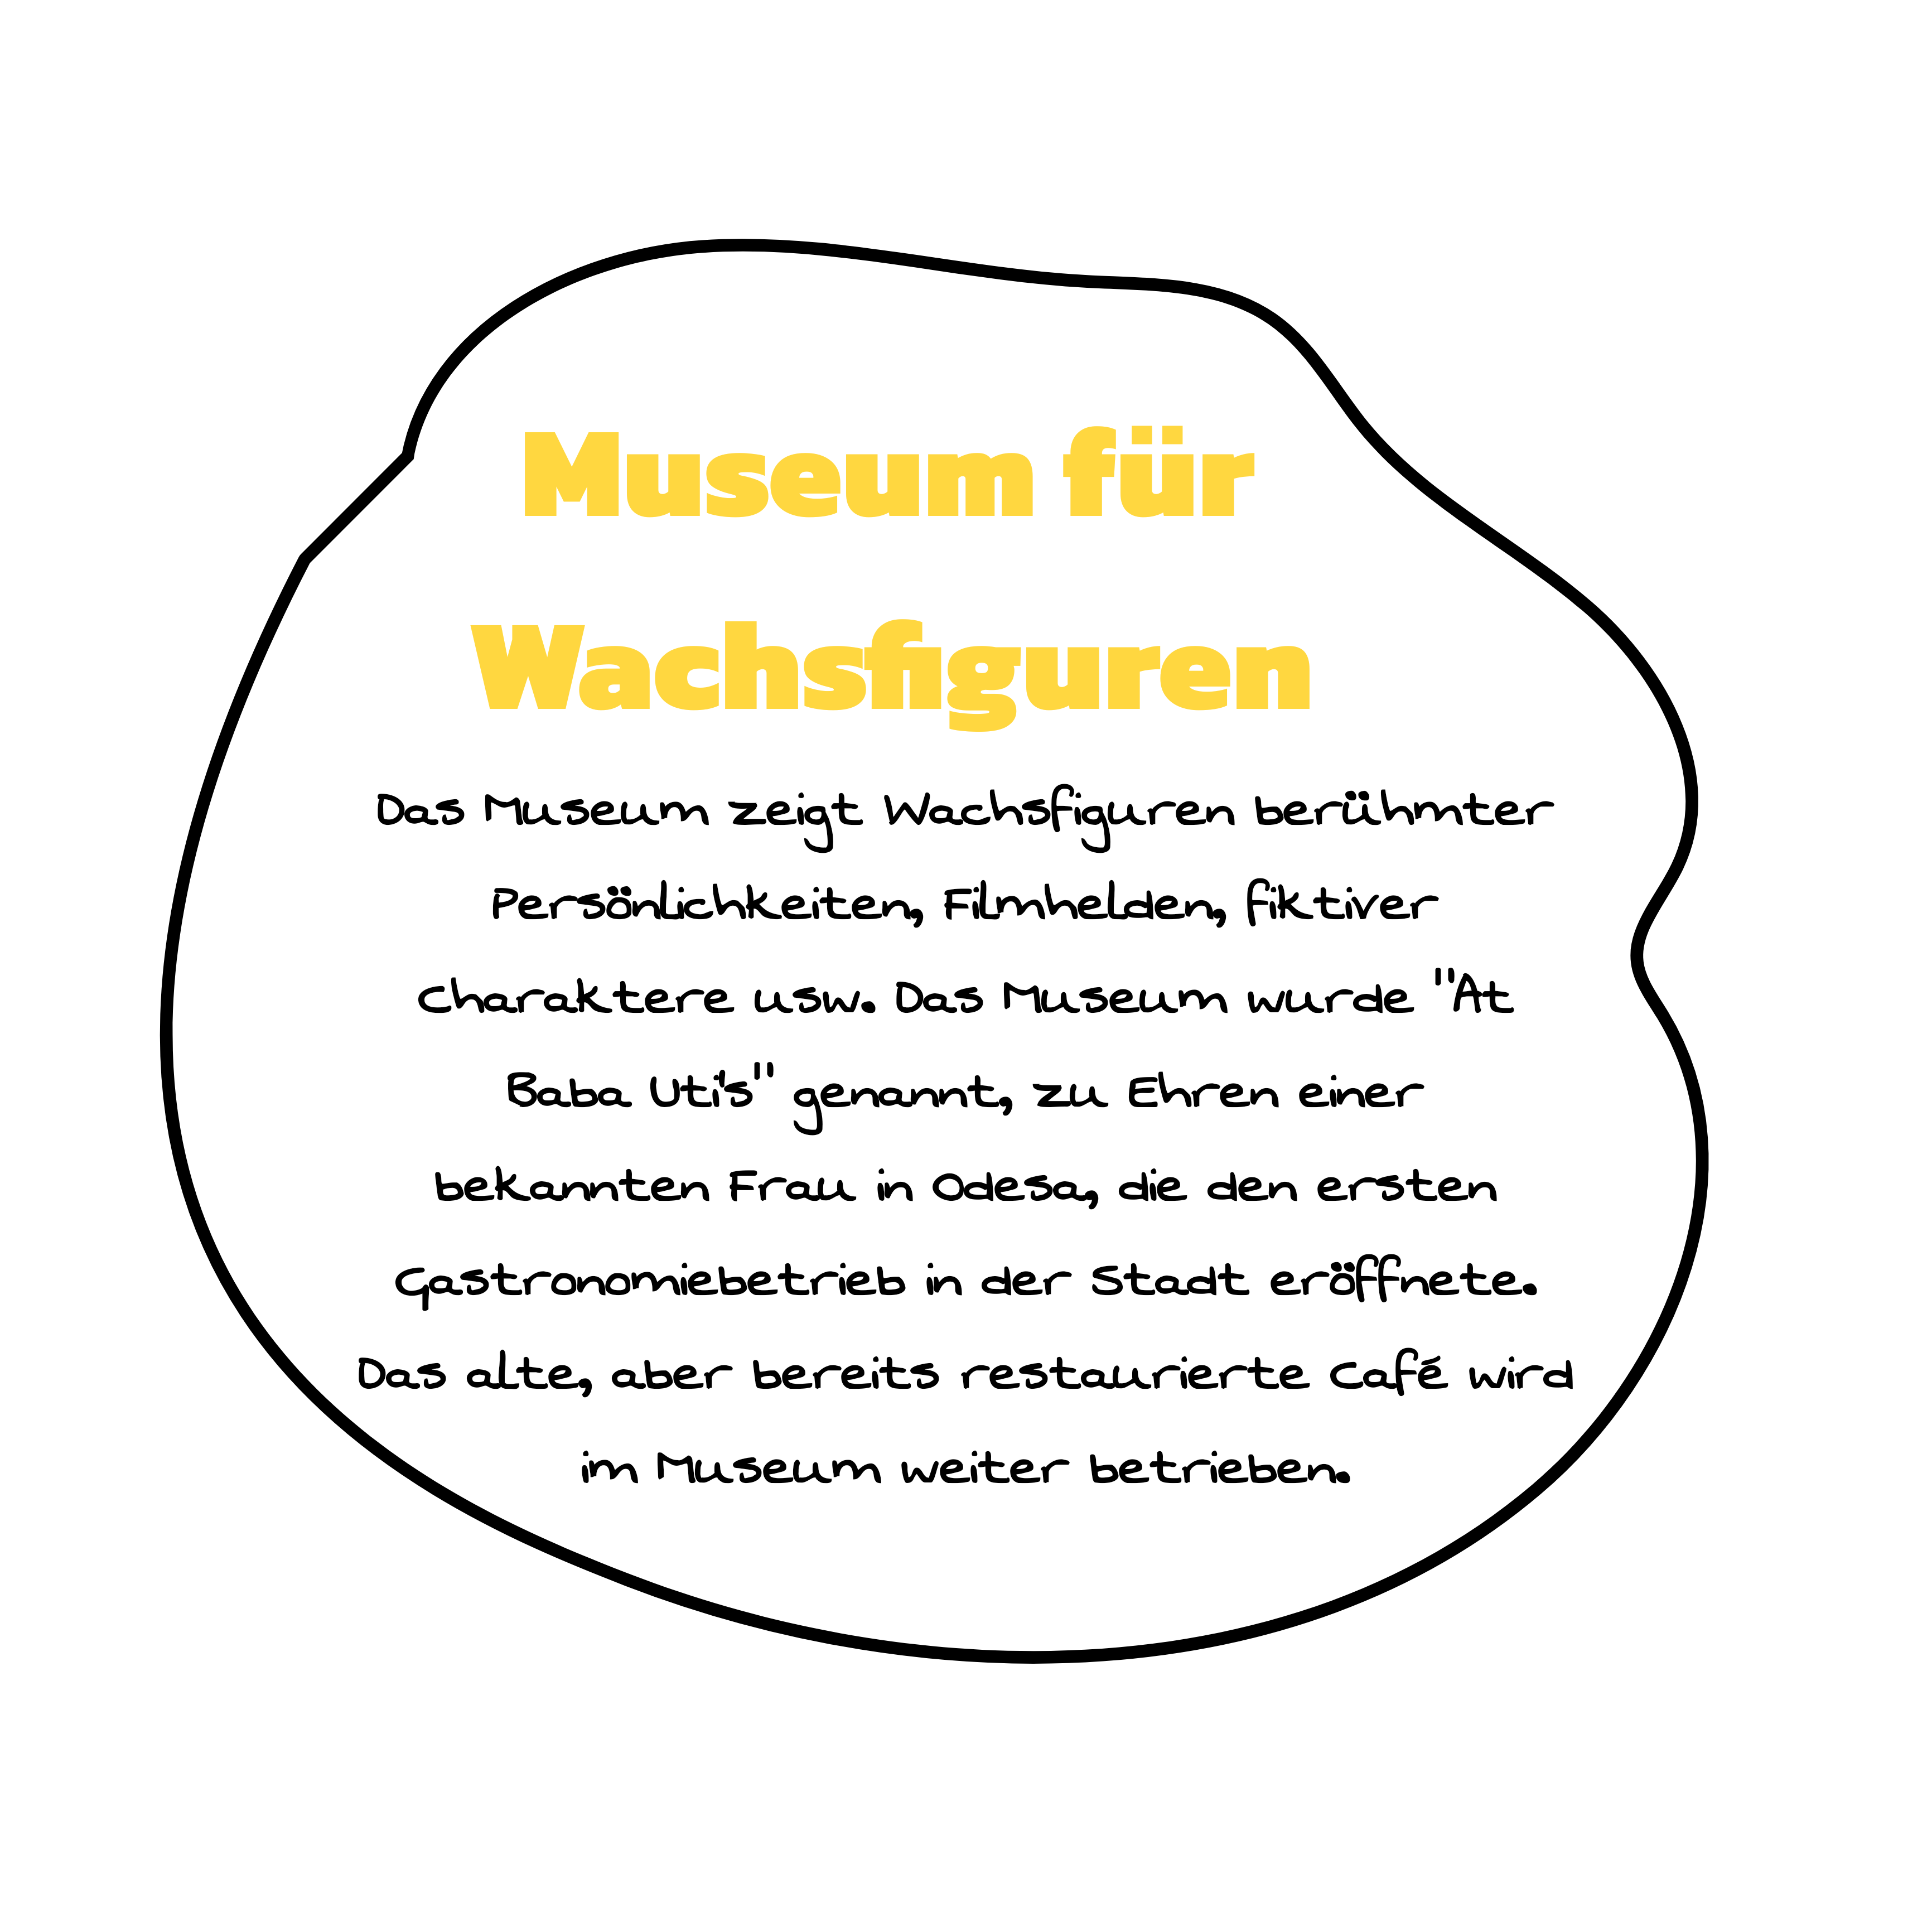 Museum für
Wachsfiguren
Das Museum zeigt Wachsfiguren berühmter
Persönlichkeiten, Filmhelden, fiktiver
Charaktere usw. Das Museum wurde "At
Baba Uti's" genannt, zu Ehren einer
bekannten Frau in Odesa, die den ersten
Gastronomiebetrieb in der Stadt eröffnete.
Das alte, aber bereits restaurierte Café wird
im Museum weiter betrieben.